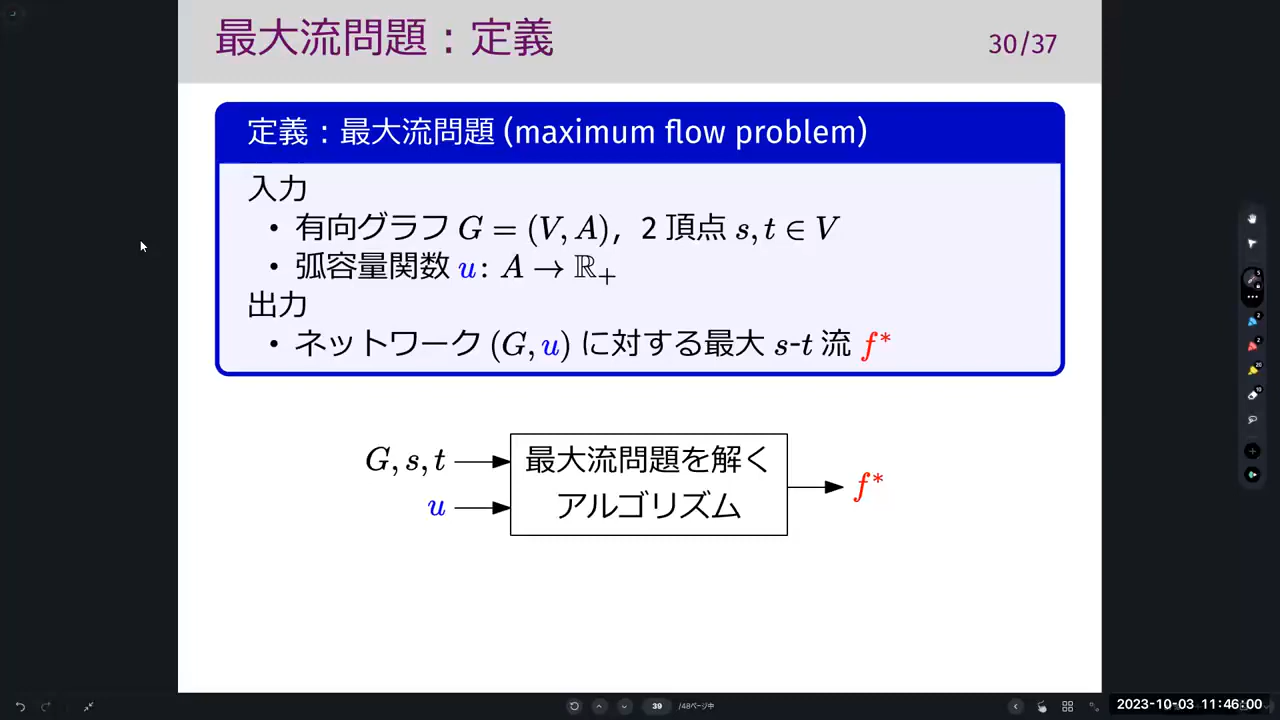 最大流問題：定義
30/37
定義：最大流問題 (maximum flow problem)
入力
• 有向グラフ G = (V, A)，2 頂点 s, t ∈ V
• 弧容量関数 u: A → ℝ₊
出力
• ネットワーク (G, u) に対する最大 s-t 流 f*
G, s, t
u
最大流問題を解く
アルゴリズム
f*
39 /48ページ中
2023-10-03 11:46:00